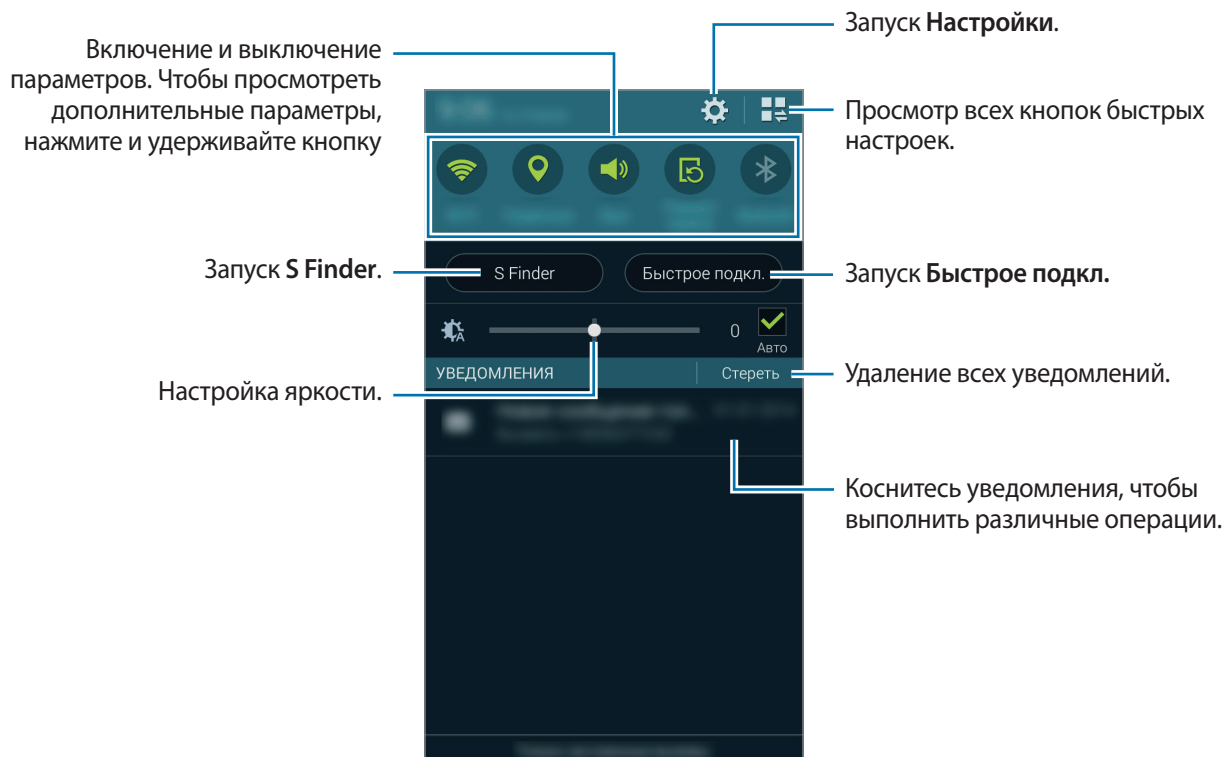 Запуск Настройки.
Включение и выключение
параметров. Чтобы просмотреть
дополнительные параметры,
нажмите и удерживайте кнопку
Просмотр всех кнопок быстрых
настроек.
Запуск S Finder.
S Finder
Быстрое подкл.
Запуск Быстрое подкл.
0
Авто
УВЕДОМЛЕНИЯ
Стереть
Удаление всех уведомлений.
Настройка яркости.
Коснитесь уведомления, чтобы
выполнить различные операции.